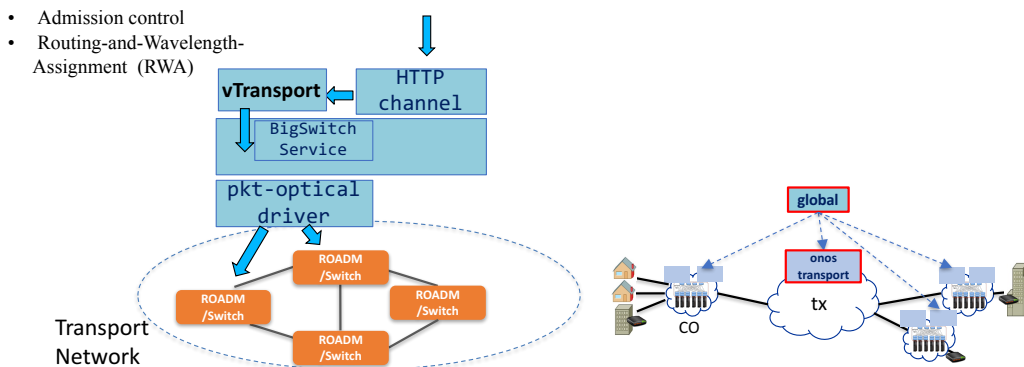 • Admission control
• Routing-and-Wavelength-
Assignment (RWA)
vTransport
HTTP
channel
BigSwitch
Service
pkt-optical
driver
ROADM
/Switch
ROADM
/Switch
ROADM
/Switch
ROADM
/Switch
Transport
Network
global
onos
transport
tx
CO